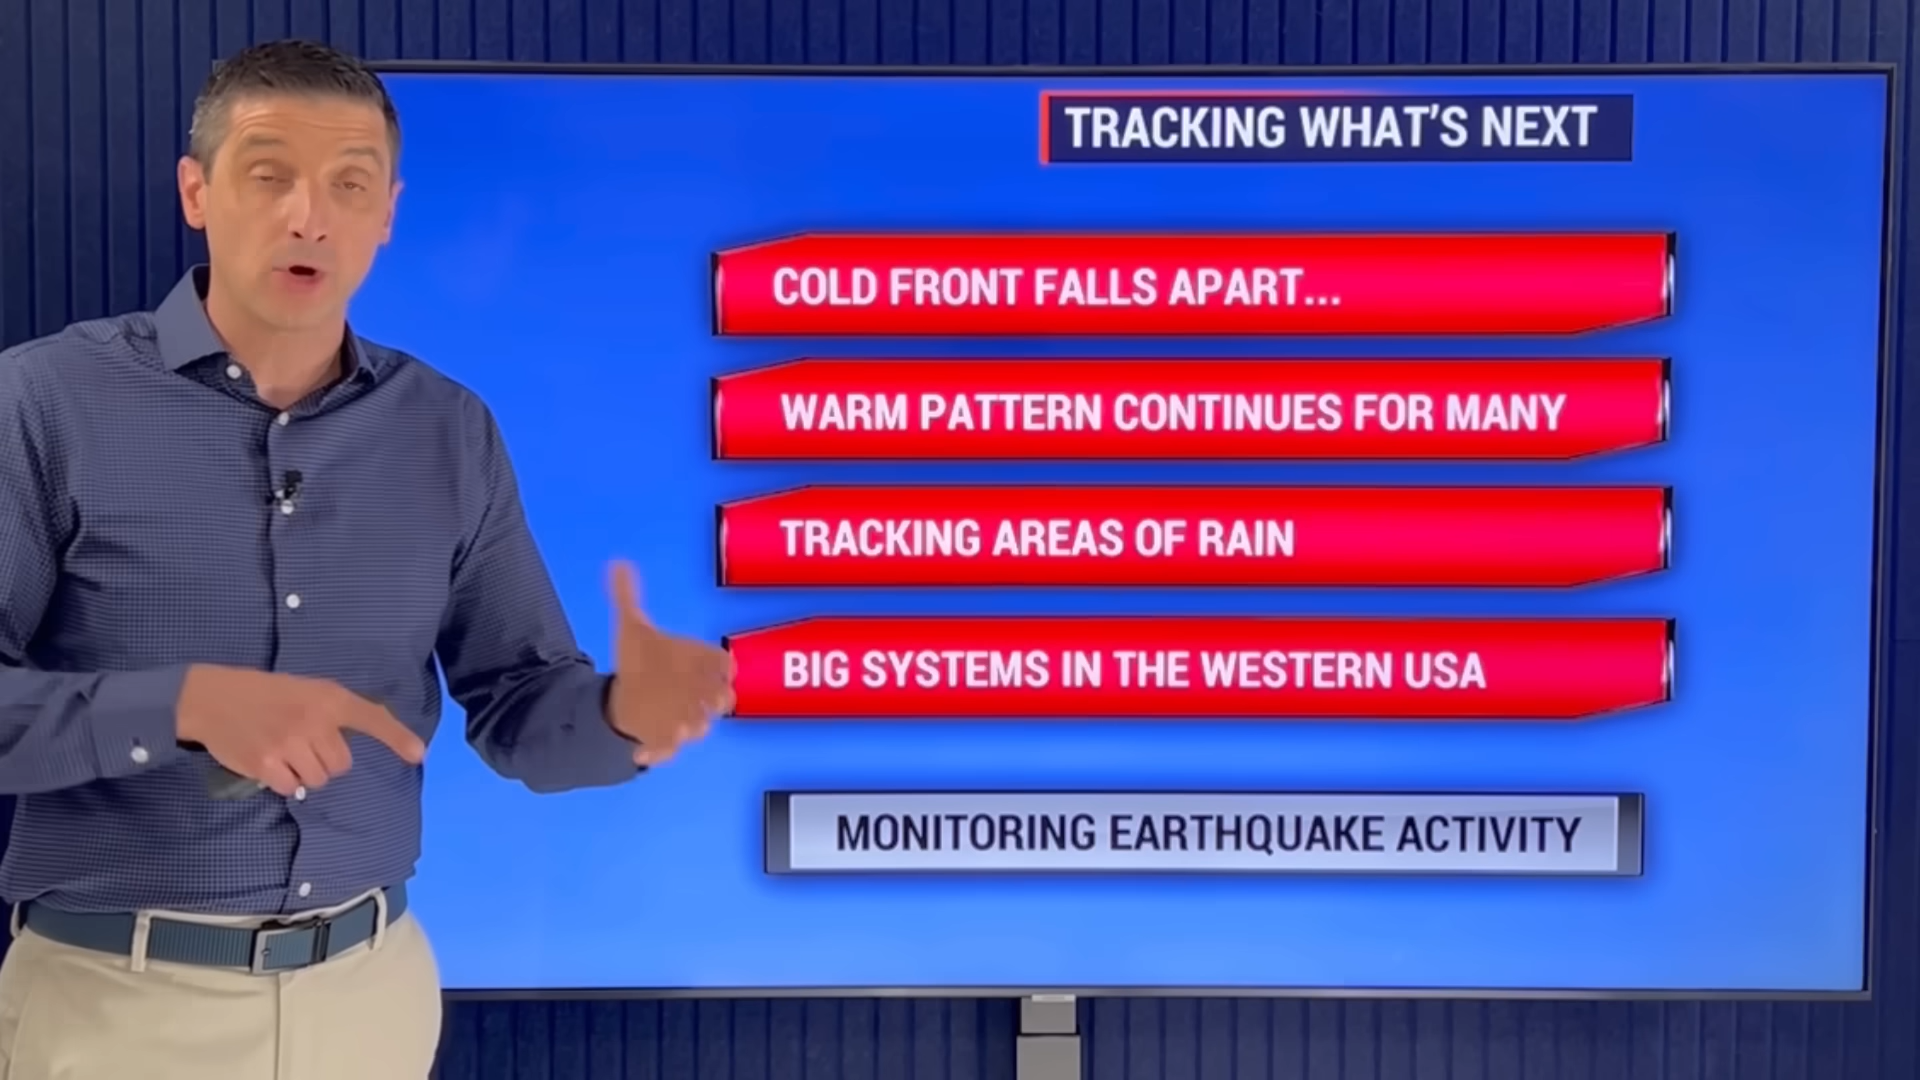 TRACKING WHAT'S NEXT
COLD FRONT FALLS APART...
WARM PATTERN CONTINUES FOR MANY
TRACKING AREAS OF RAIN
BIG SYSTEMS IN THE WESTERN USA
MONITORING EARTHQUAKE ACTIVITY